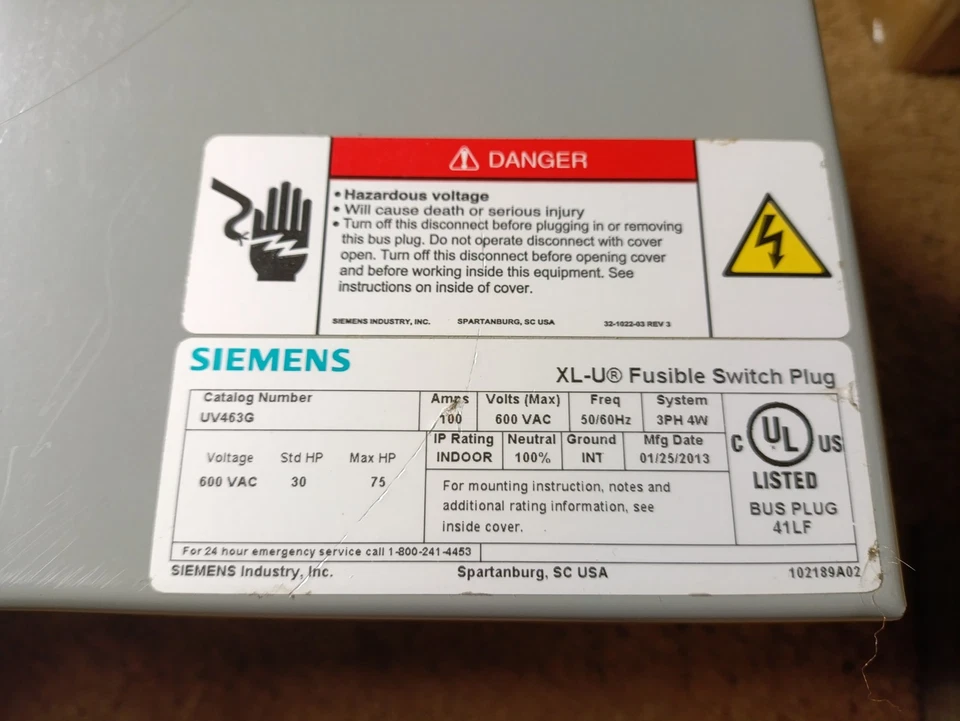 DANGER
• Hazardous voltage
• Will cause death or serious injury
• Turn off this disconnect before plugging in or removing
this bus plug. Do not operate disconnect with cover
open. Turn off this disconnect before opening cover
and before working inside this equipment. See
instructions on inside of cover.
SIEMENS INDUSTRY, INC. SPARTANBURG, SC USA 32-1022-03 REV 3
SIEMENS
XL-U® Fusible Switch Plug
Catalog Number
UV463G
Amps
100
Volts (Max)
600 VAC
Freq
50/60Hz
System
3PH 4W
IP Rating
INDOOR
Neutral
100%
Ground
INT
Mfg Date
01/25/2013
Voltage Std HP Max HP
600 VAC 30 75
For mounting instruction, notes and
additional rating information, see
inside cover.
C UL US
LISTED
BUS PLUG
41LF
For 24 hour emergency service call 1-800-241-4453
SIEMENS Industry, Inc. Spartanburg, SC USA 102189A02